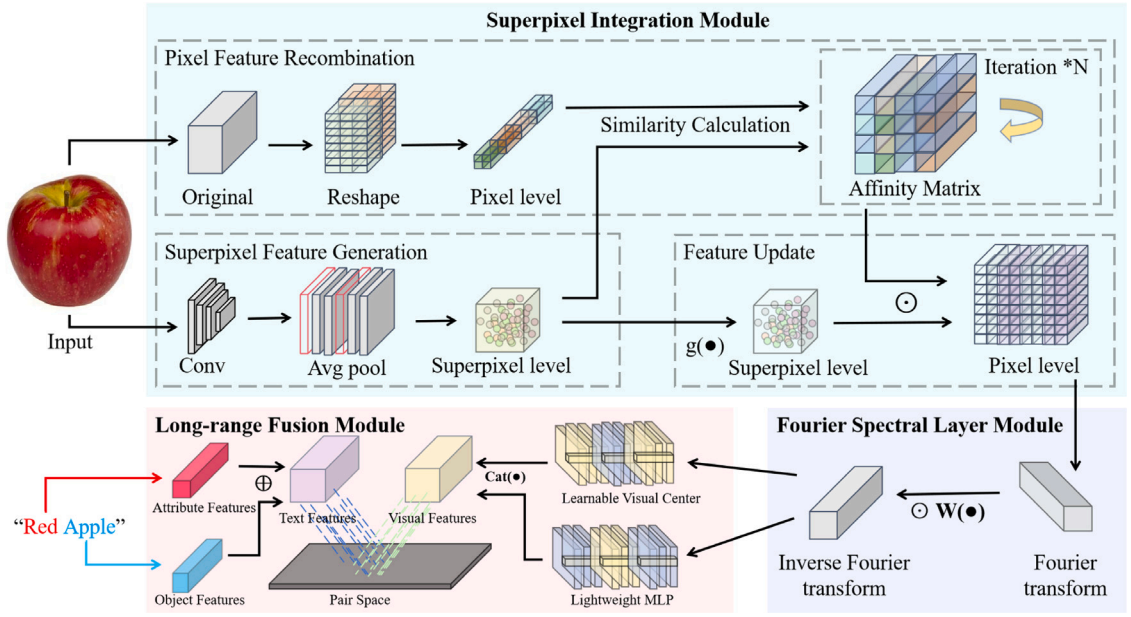 Superpixel Integration Module
Pixel Feature Recombination
Iteration *N
Similarity Calculation
Original
Reshape
Pixel level
Affinity Matrix
Superpixel Feature Generation
Feature Update
Input
⊙
g(●)
Conv
Avg pool
Superpixel level
Superpixel level
Pixel level
Long-range Fusion Module
Fourier Spectral Layer Module
Cat(●)
⊕
Attribute Features
Text Features
Visual Features
Learnable Visual Center
“Red Apple”
⊙ W(●)
Inverse Fourier
transform
Fourier
transform
Object Features
Pair Space
Lightweight MLP